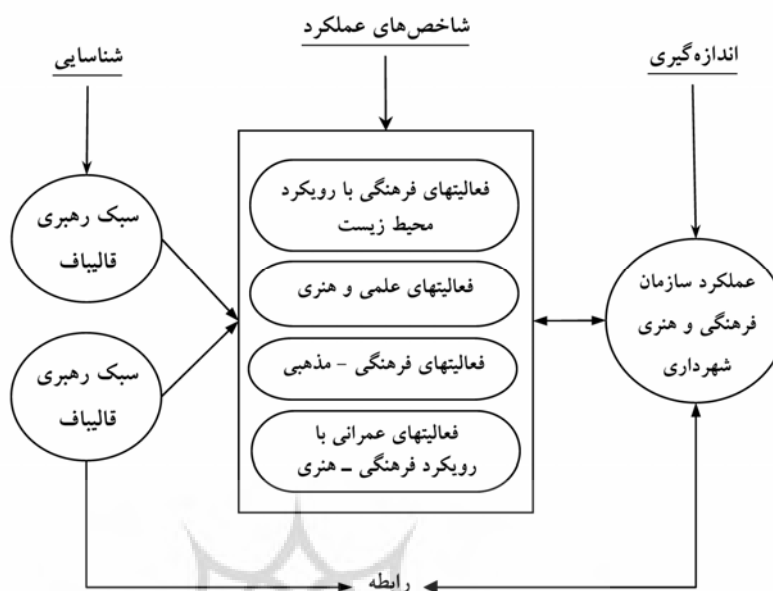 شاخص‌های عملکرد
اندازه‌گیری
شناسایی
فعالیتهای فرهنگی با رویکرد
محیط زیست
فعالیتهای علمی و هنری
فعالیتهای فرهنگی - مذهبی
فعالیتهای عمرانی با
رویکرد فرهنگی ـ هنری
عملکرد سازمان
فرهنگی و هنری
شهرداری
سبک رهبری
قالیباف
سبک رهبری
قالیباف
رابطه